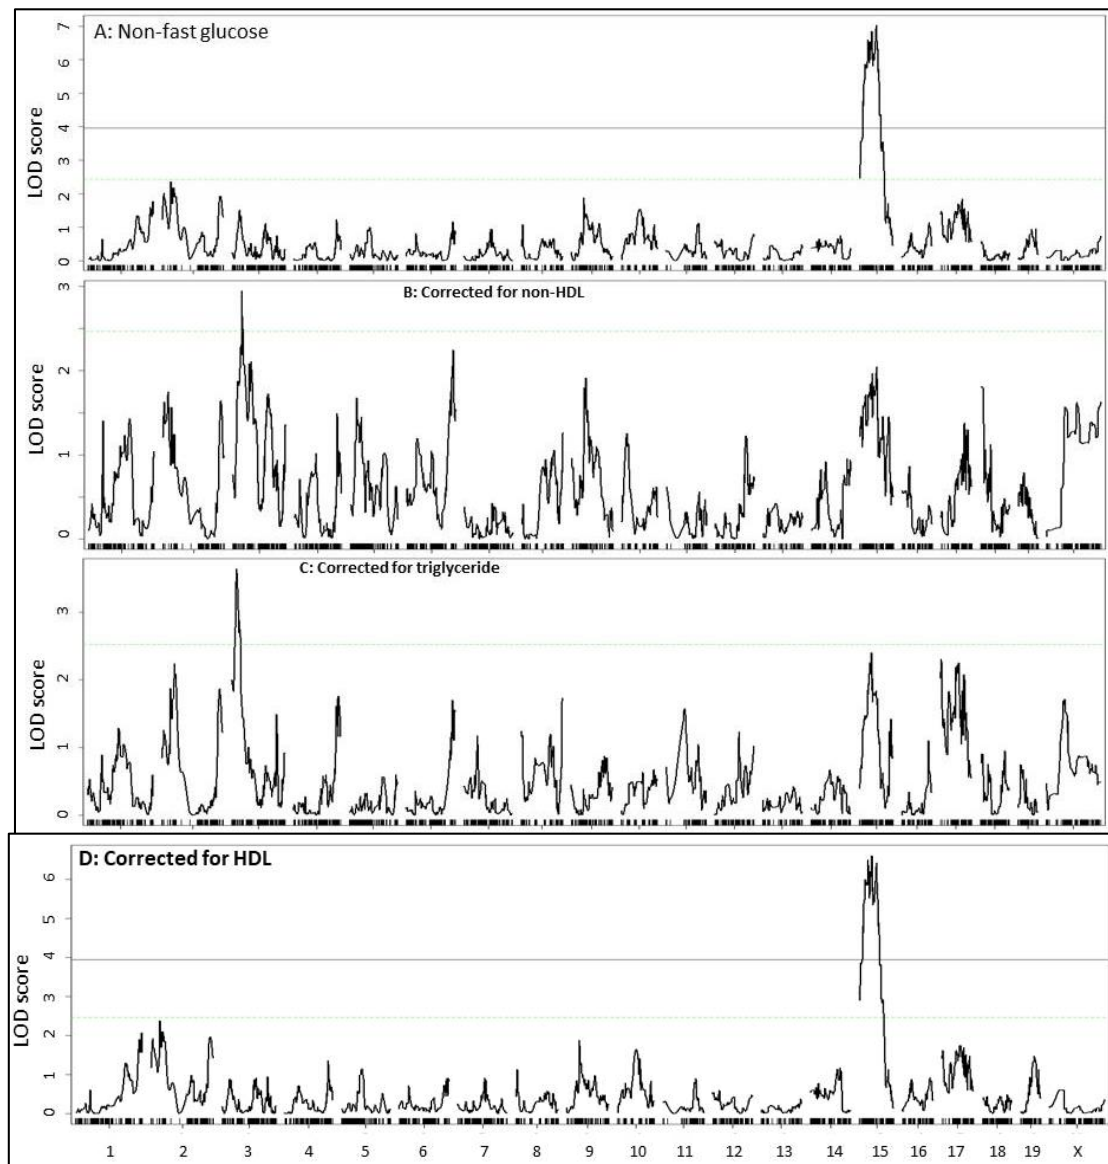 A: Non-fast glucose
LOD score
7
6
5
4
3
2
1
0
B: Corrected for non-HDL
LOD score
3
2
1
0
C: Corrected for triglyceride
LOD score
3
2
1
0
D: Corrected for HDL
LOD score
6
5
4
3
2
1
0
1 2 3 4 5 6 7 8 9 10 11 12 13 14 15 16 17 18 19 X